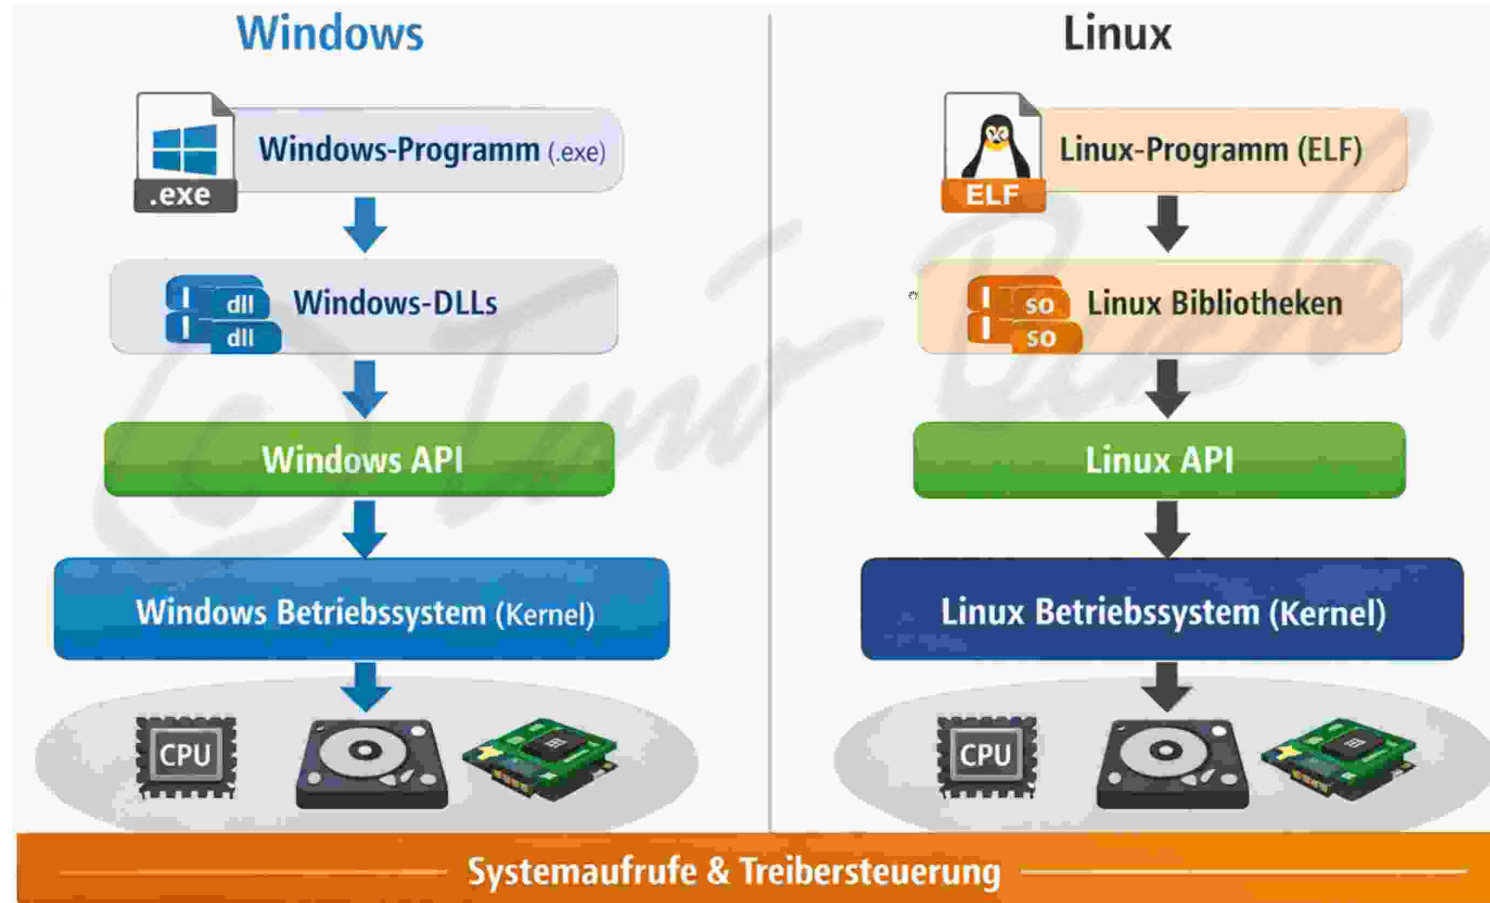 Windows
.exe
Windows-Programm (.exe)
dll
dll
Windows-DLLs
Windows API
Windows Betriebssystem (Kernel)
CPU
Linux
ELF
Linux-Programm (ELF)
so
so
Linux Bibliotheken
Linux API
Linux Betriebssystem (Kernel)
CPU
Systemaufrufe & Treibersteuerung